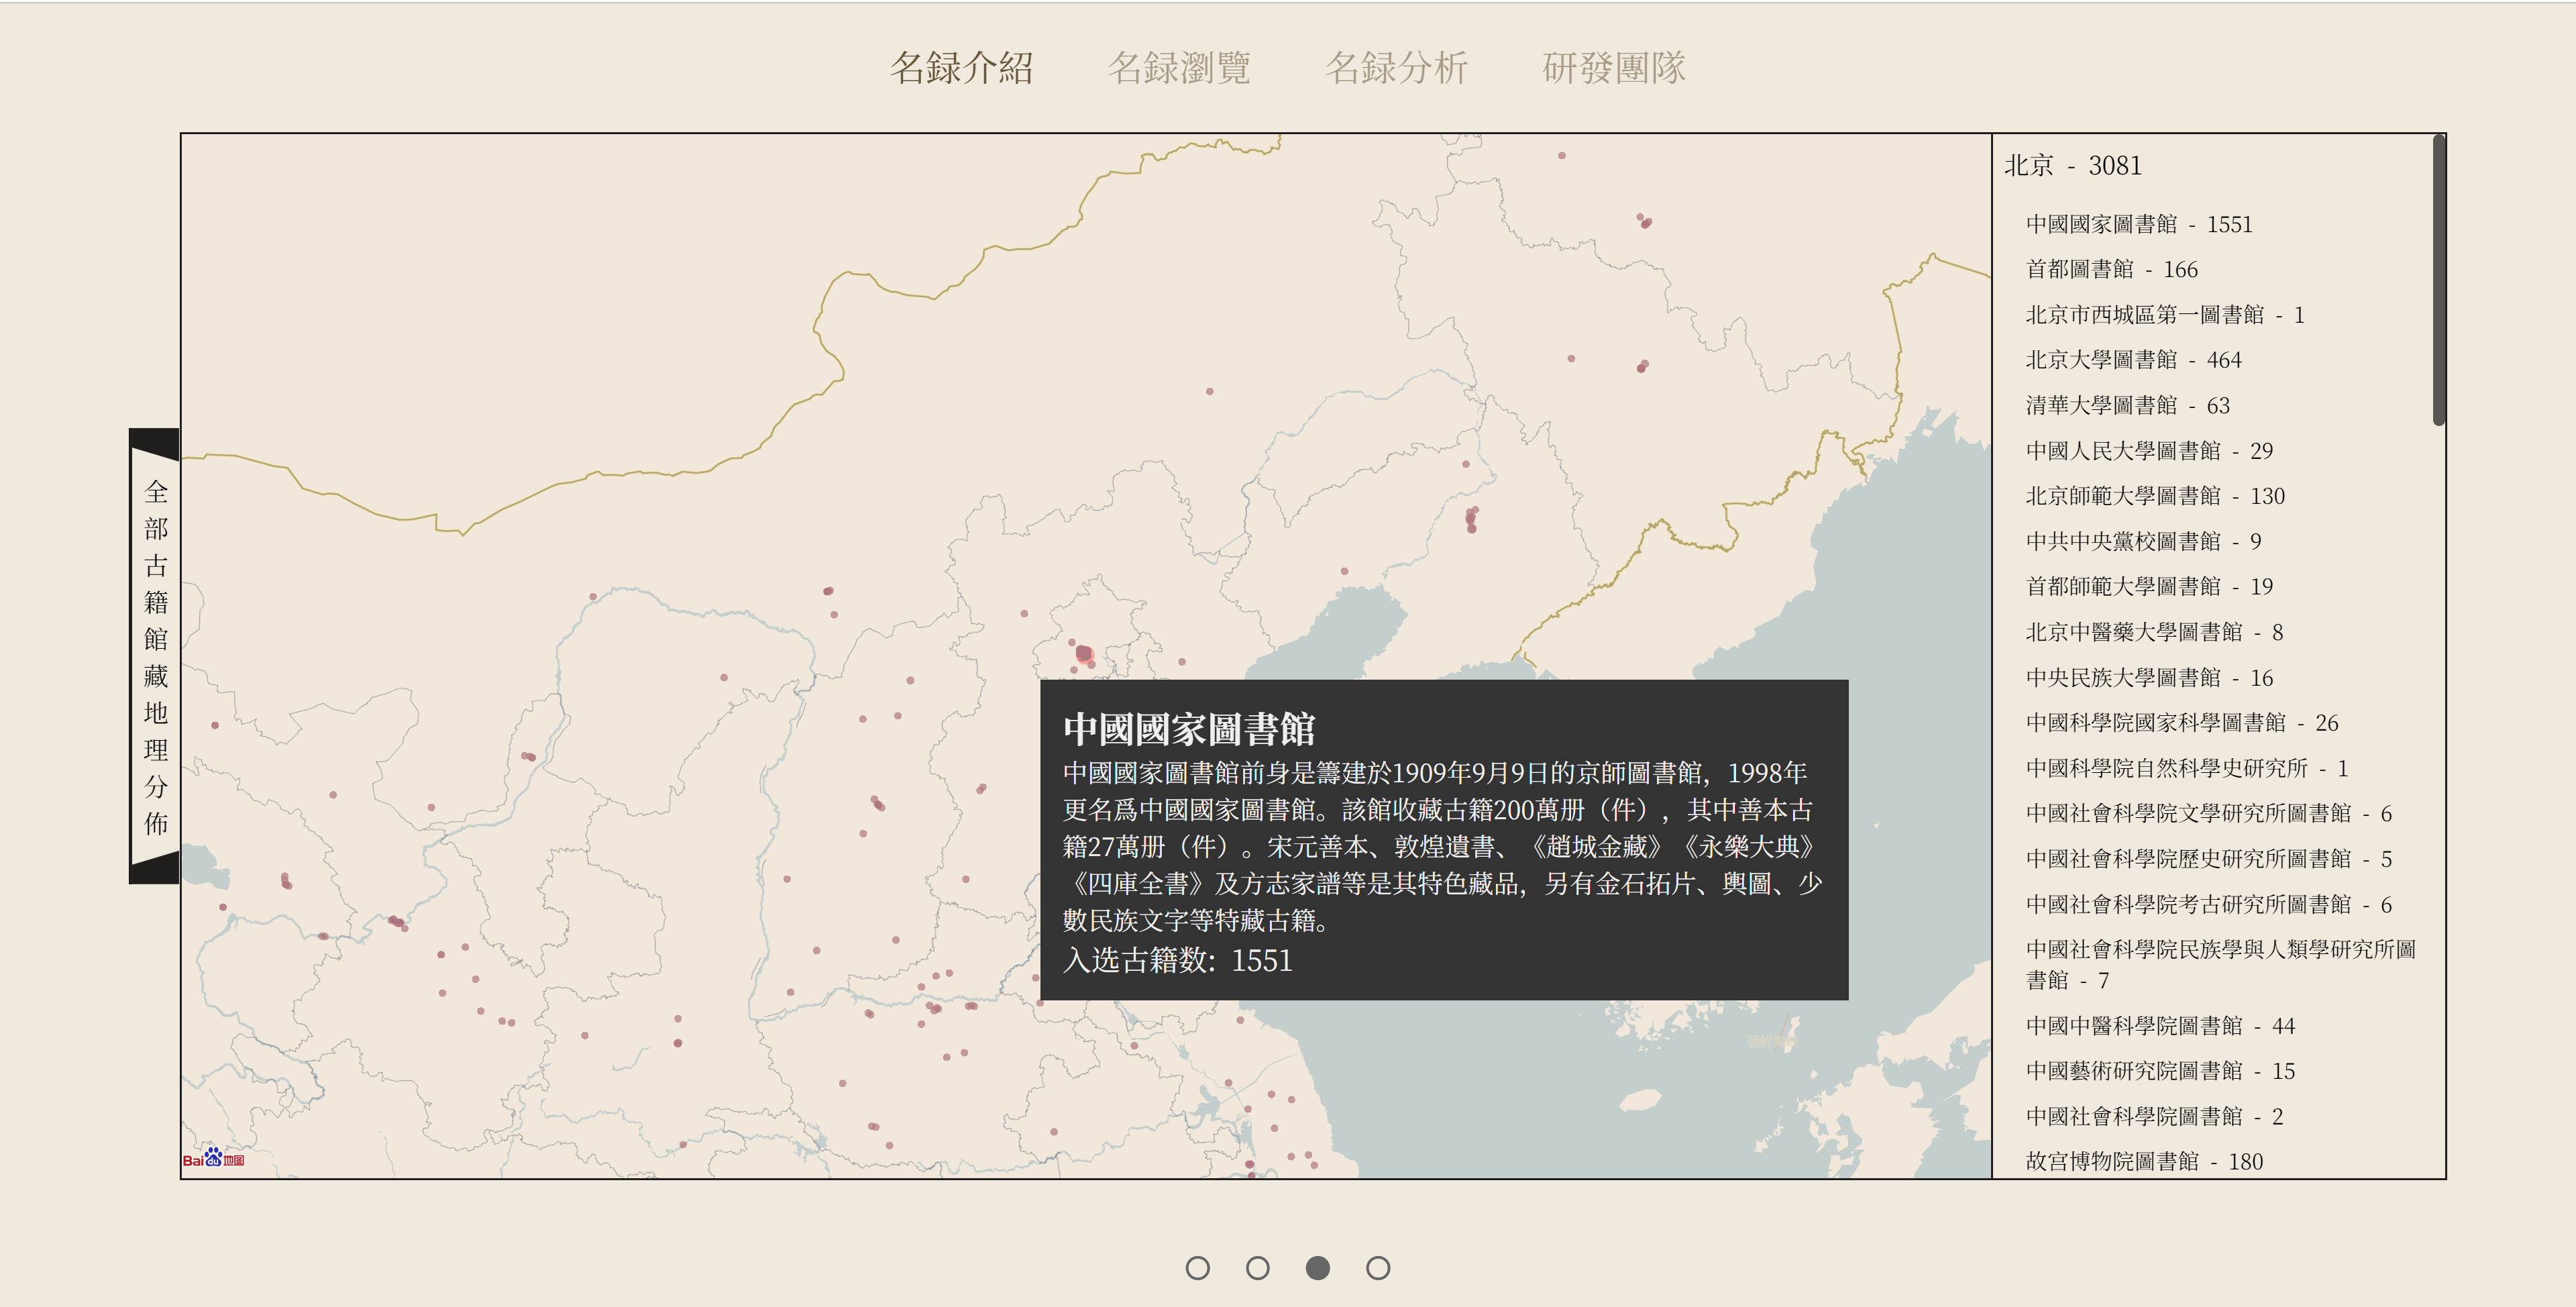 名録介紹 名録瀏覽 名録分析 研發團隊
全部古籍館藏地理分佈
中國國家圖書館
中國國家圖書館前身是籌建於1909年9月9日的京師圖書館，1998年
更名爲中國國家圖書館。該館收藏古籍200萬册（件），其中善本古
籍27萬册（件）。宋元善本、敦煌遺書、《趙城金藏》《永樂大典》
《四庫全書》及方志家譜等是其特色藏品，另有金石拓片、輿圖、少
數民族文字等特藏古籍。
入选古籍数: 1551
Bai du 地图
北京 - 3081
中國國家圖書館 - 1551
首都圖書館 - 166
北京市西城區第一圖書館 - 1
北京大學圖書館 - 464
清華大學圖書館 - 63
中國人民大學圖書館 - 29
北京師範大學圖書館 - 130
中共中央黨校圖書館 - 9
首都師範大學圖書館 - 19
北京中醫藥大學圖書館 - 8
中央民族大學圖書館 - 16
中國科學院國家科學圖書館 - 26
中國科學院自然科學史研究所 - 1
中國社會科學院文學研究所圖書館 - 6
中國社會科學院歷史研究所圖書館 - 5
中國社會科學院考古研究所圖書館 - 6
中國社會科學院民族學與人類學研究所圖
書館 - 7
中國中醫科學院圖書館 - 44
中國藝術研究院圖書館 - 15
中國社會科學院圖書館 - 2
故宫博物院圖書館 - 180